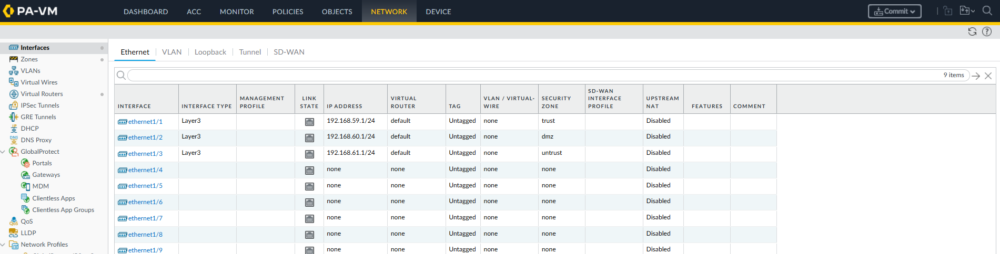 PA-VM
DASHBOARD ACC MONITOR POLICIES OBJECTS NETWORK DEVICE
Commit
Interfaces
Zones
VLANs
Virtual Wires
Virtual Routers
IPSec Tunnels
GRE Tunnels
DHCP
DNS Proxy
GlobalProtect
Portals
Gateways
MDM
Clientless Apps
Clientless App Groups
QoS
LLDP
Network Profiles
Ethernet VLAN Loopback Tunnel SD-WAN
9 items
INTERFACE INTERFACE TYPE MANAGEMENT PROFILE LINK STATE IP ADDRESS VIRTUAL ROUTER TAG VLAN / VIRTUAL-WIRE SECURITY ZONE SD-WAN INTERFACE PROFILE UPSTREAM NAT FEATURES COMMENT
ethernet1/1 Layer3 192.168.59.1/24 default Untagged none trust Disabled
ethernet1/2 Layer3 192.168.60.1/24 default Untagged none dmz Disabled
ethernet1/3 Layer3 192.168.61.1/24 default Untagged none untrust Disabled
ethernet1/4 none none Untagged none none Disabled
ethernet1/5 none none Untagged none none Disabled
ethernet1/6 none none Untagged none none Disabled
ethernet1/7 none none Untagged none none Disabled
ethernet1/8 none none Untagged none none Disabled
ethernet1/9 none none Untagged none none Disabled